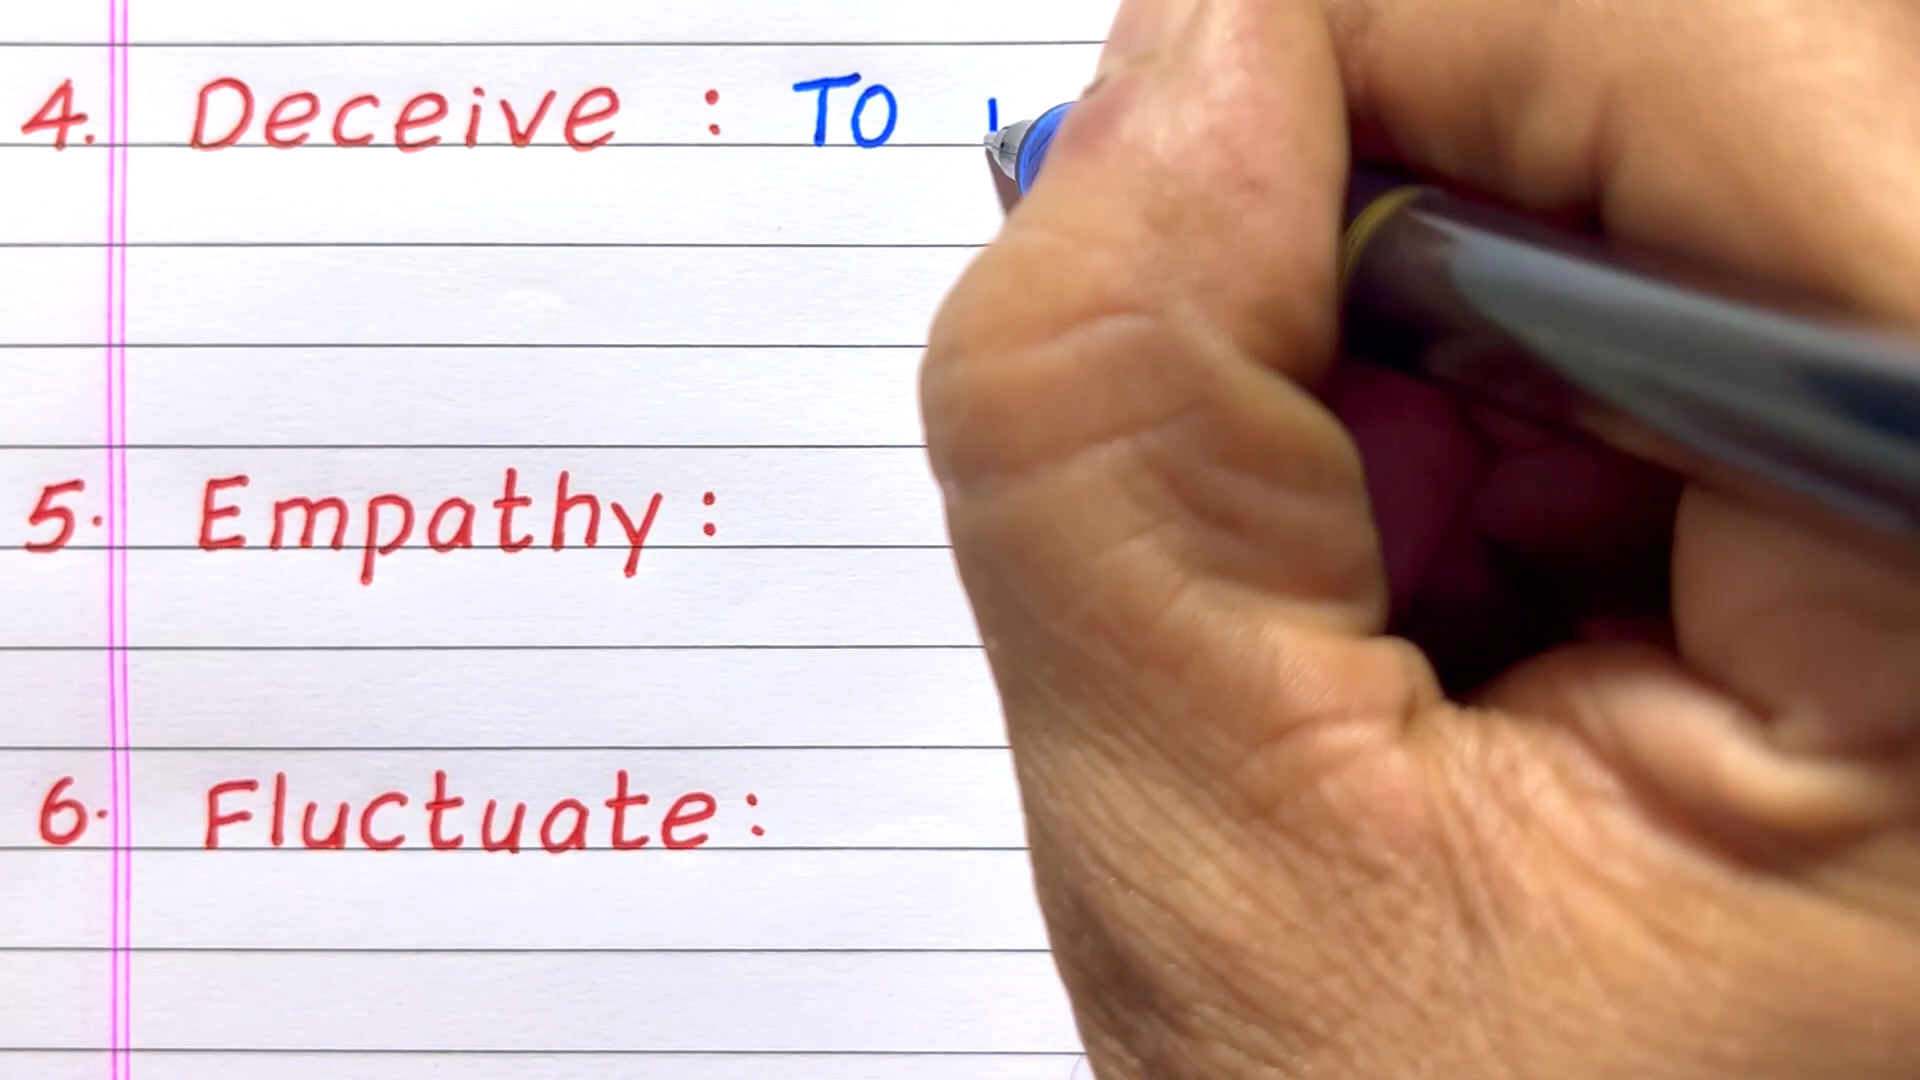 4. Deceive : To
5. Empathy :
6. Fluctuate :